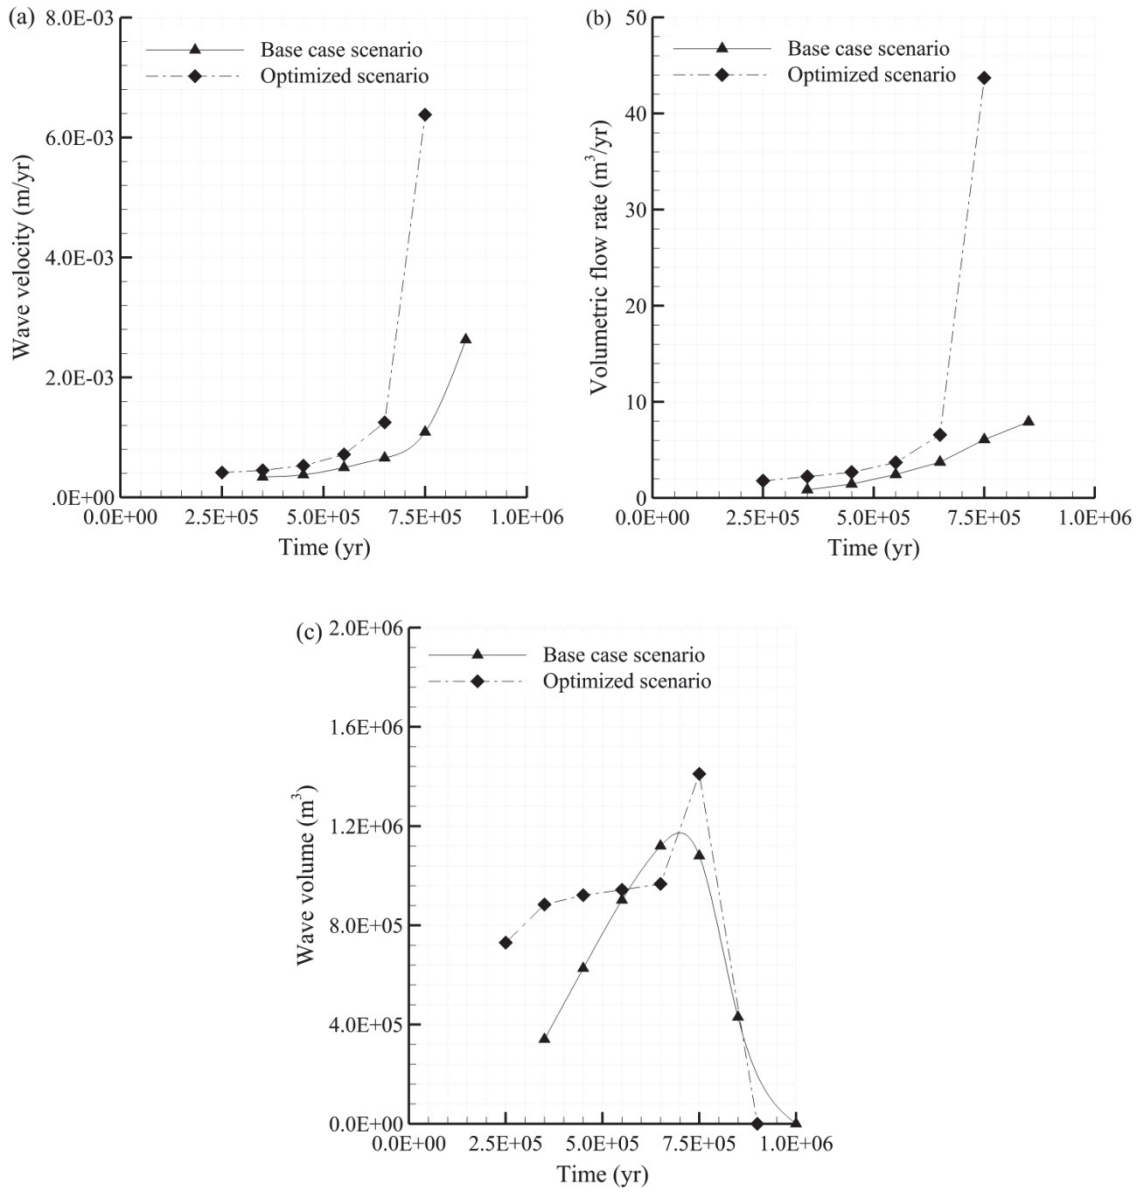 (a)
8.0E-03
6.0E-03
4.0E-03
2.0E-03
.0E+00
Wave velocity (m/yr)
Base case scenario
Optimized scenario
0.0E+00 2.5E+05 5.0E+05 7.5E+05 1.0E+06
Time (yr)
(b)
50
40
30
20
10
0
Volumetric flow rate (m³/yr)
Base case scenario
Optimized scenario
0.0E+00 2.5E+05 5.0E+05 7.5E+05 1.0E+06
Time (yr)
(c)
2.0E+06
1.6E+06
1.2E+06
8.0E+05
4.0E+05
0.0E+00
Wave volume (m³)
Base case scenario
Optimized scenario
0.0E+00 2.5E+05 5.0E+05 7.5E+05 1.0E+06
Time (yr)